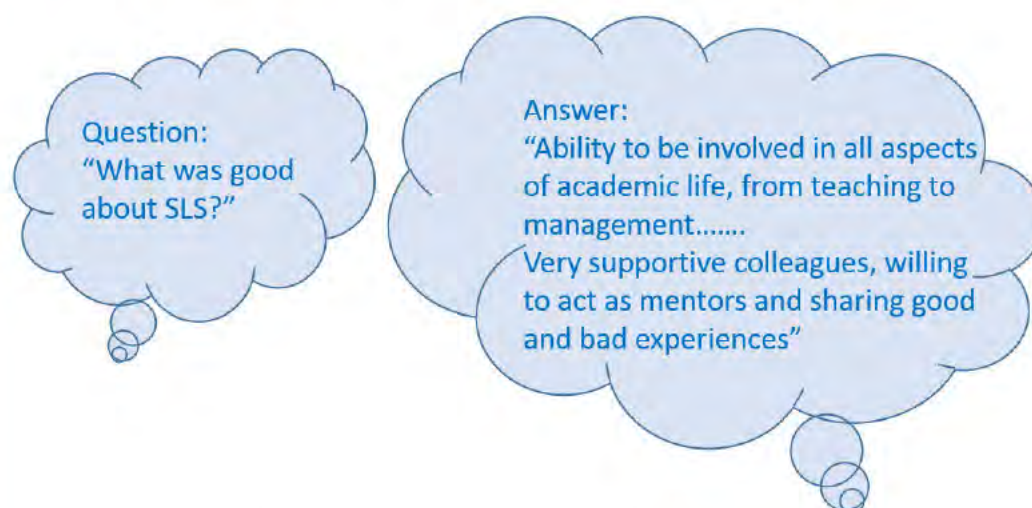 Question:
“What was good
about SLS?”
Answer:
“Ability to be involved in all aspects
of academic life, from teaching to
management.......
Very supportive colleagues, willing
to act as mentors and sharing good
and bad experiences”